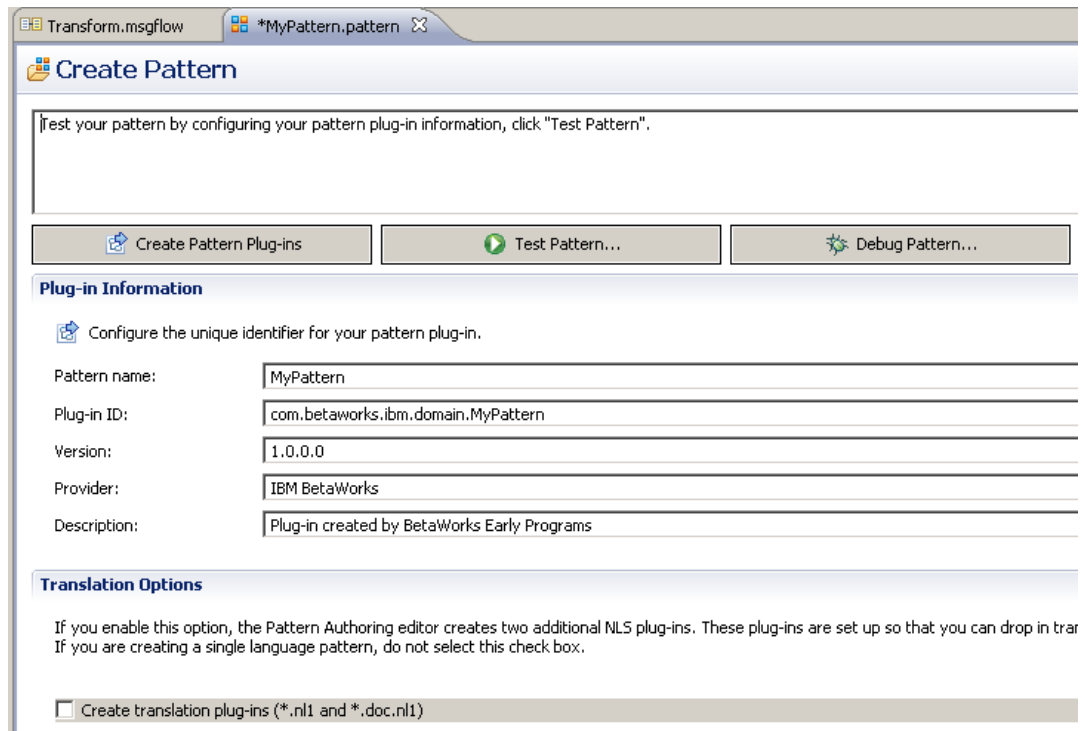 Transform.msgflow
*MyPattern.pattern
Create Pattern
Test your pattern by configuring your pattern plug-in information, click "Test Pattern".
Create Pattern Plug-ins
Test Pattern...
Debug Pattern...
Plug-in Information
Configure the unique identifier for your pattern plug-in.
Pattern name:
MyPattern
Plug-in ID:
com.betaworks.ibm.domain.MyPattern
Version:
1.0.0.0
Provider:
IBM BetaWorks
Description:
Plug-in created by BetaWorks Early Programs
Translation Options
If you enable this option, the Pattern Authoring editor creates two additional NLS plug-ins. These plug-ins are set up so that you can drop in tran
If you are creating a single language pattern, do not select this check box.
Create translation plug-ins (*.nl1 and *.doc.nl1)